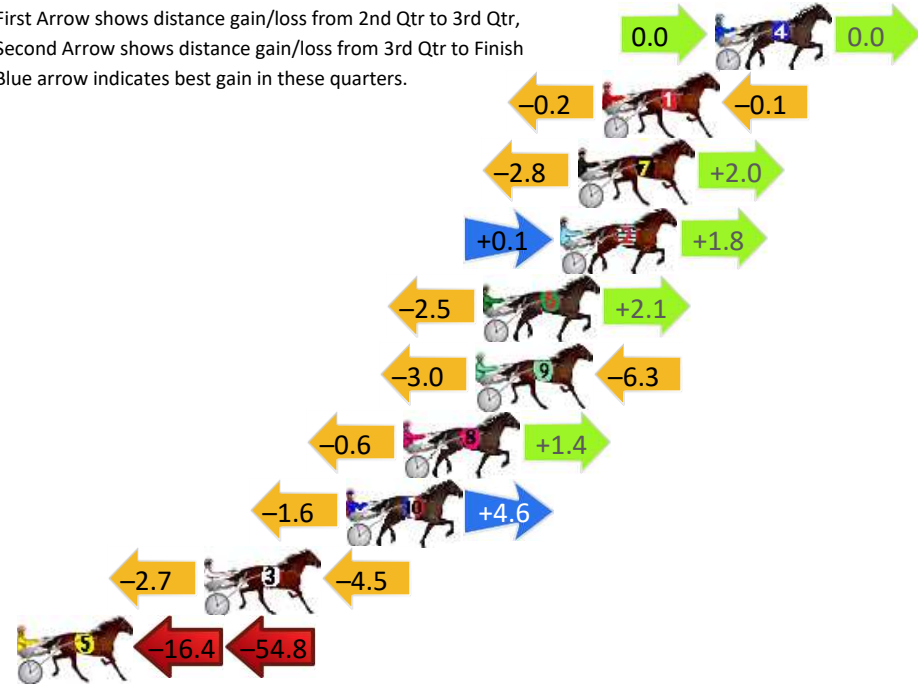 First Arrow shows distance gain/loss from 2nd Qtr to 3rd Qtr,
Second Arrow shows distance gain/loss from 3rd Qtr to Finish
Blue arrow indicates best gain in these quarters.
0.0 4 0.0
–0.2 1 –0.1
–2.8 7 +2.0
+0.1 2 +1.8
–2.5 6 +2.1
–3.0 9 –6.3
–0.6 8 +1.4
–1.6 10 +4.6
–2.7 3 –4.5
5 –16.4 –54.8